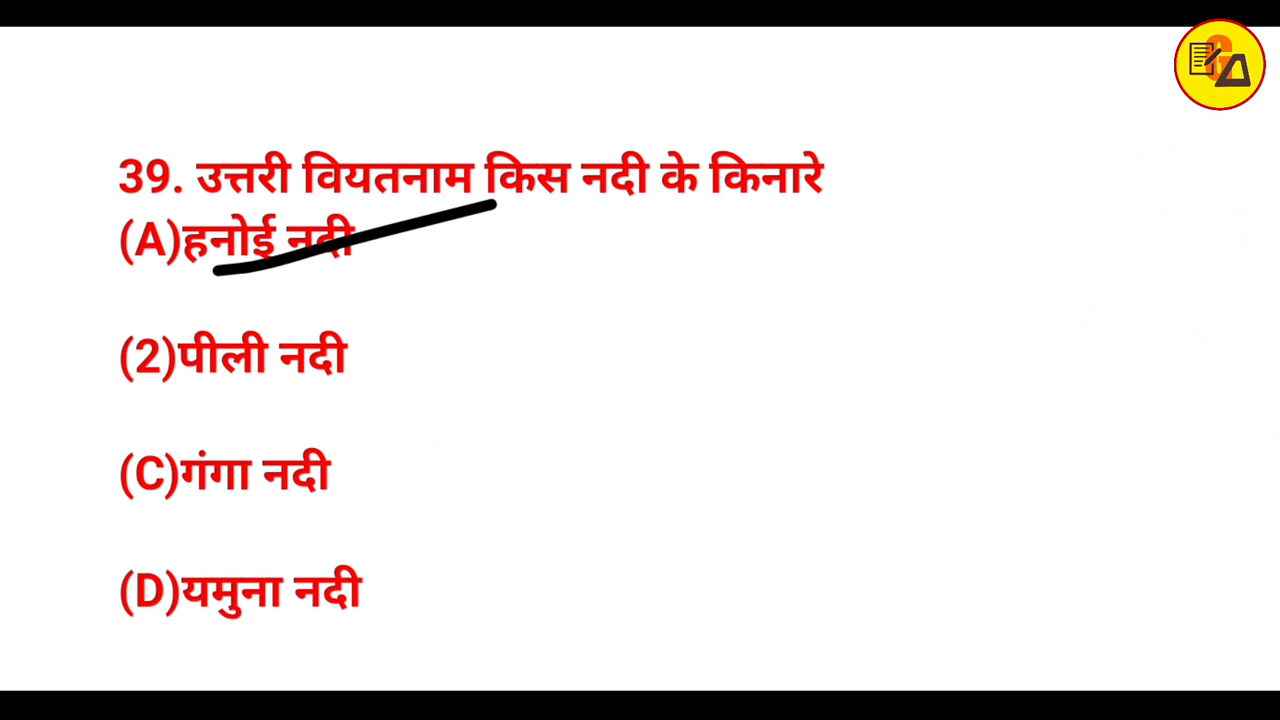 39. उत्तरी वियतनाम किस नदी के किनारे
(A)हनोई नदी
(2)पीली नदी
(C)गंगा नदी
(D)यमुना नदी